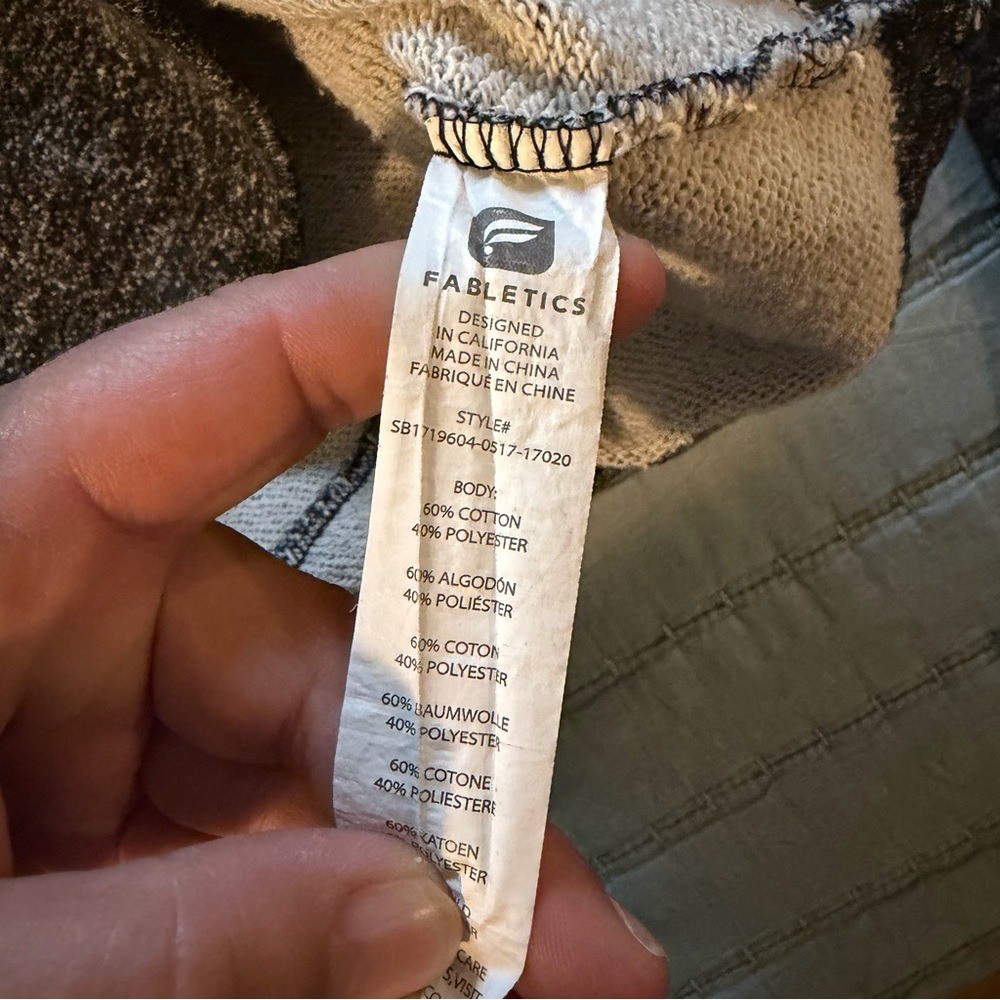 FABLETICS
DESIGNED
IN CALIFORNIA
MADE IN CHINA
FABRIQUÉ EN CHINE
STYLE#
SB1719604-0517-17020
BODY:
60% COTTON
40% POLYESTER
60% ALGODÓN
40% POLIÉSTER
60% COTON
40% POLYESTER
60% BAUMWOLLE
40% POLYESTER
60% COTONE
40% POLIESTERE
60% KATOEN
POLYESTER
CARE
VISIT